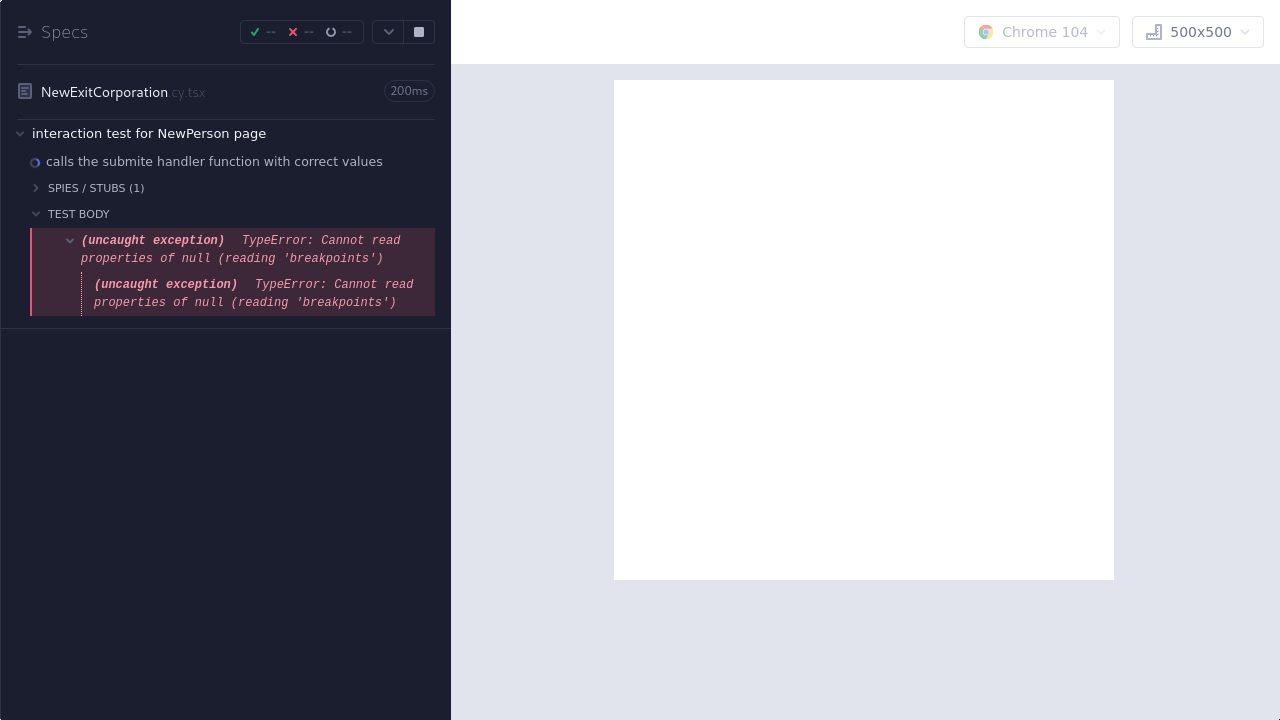 Specs
--
--
--
Chrome 104
500x500
NewExitCorporation.cy.tsx
200ms
interaction test for NewPerson page
calls the submite handler function with correct values
SPIES / STUBS (1)
TEST BODY
(uncaught exception) TypeError: Cannot read
properties of null (reading 'breakpoints')
(uncaught exception) TypeError: Cannot read
properties of null (reading 'breakpoints')